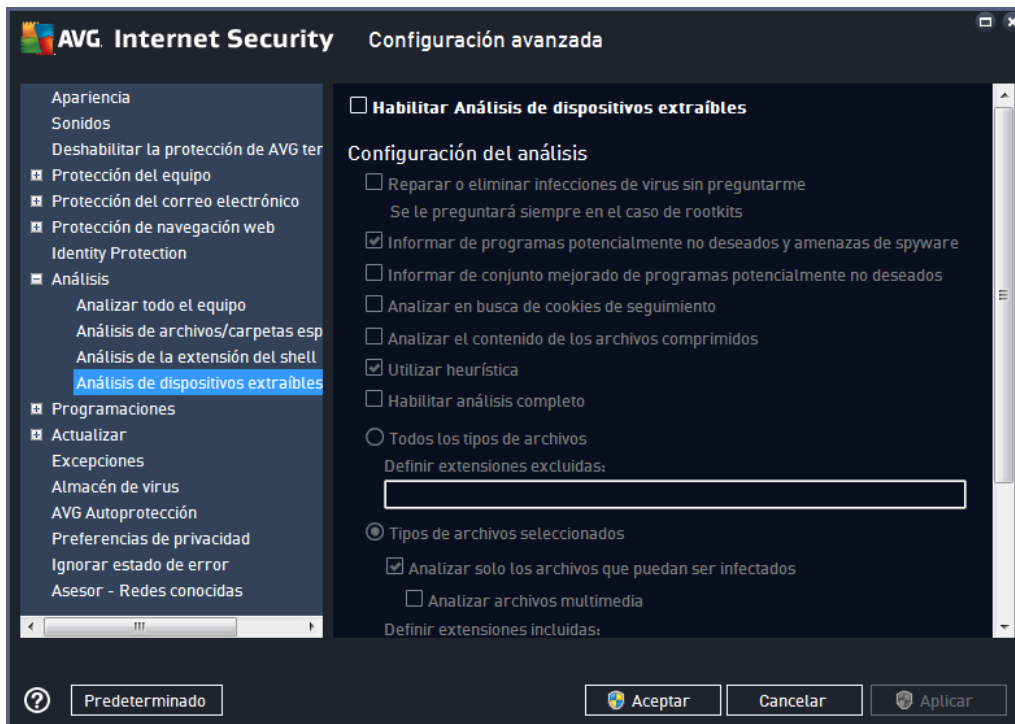 AVG. Internet Security Configuración avanzada
Apariencia
Sonidos
Deshabilitar la protección de AVG ter
Protección del equipo
Protección del correo electrónico
Protección de navegación web
Identity Protection
Análisis
Analizar todo el equipo
Análisis de archivos/carpetas esp
Análisis de la extensión del shell
Análisis de dispositivos extraíbles
Programaciones
Actualizar
Excepciones
Almacén de virus
AVG Autoprotección
Preferencias de privacidad
Ignorar estado de error
Asesor - Redes conocidas
Habilitar Análisis de dispositivos extraíbles
Configuración del análisis
Reparar o eliminar infecciones de virus sin preguntarme
Se le preguntará siempre en el caso de rootkits
Informar de programas potencialmente no deseados y amenazas de spyware
Informar de conjunto mejorado de programas potencialmente no deseados
Analizar en busca de cookies de seguimiento
Analizar el contenido de los archivos comprimidos
Utilizar heurística
Habilitar análisis completo
Todos los tipos de archivos
Definir extensiones excluidas:
Tipos de archivos seleccionados
Analizar solo los archivos que puedan ser infectados
Analizar archivos multimedia
Definir extensiones incluidas:
? Predeterminado Aceptar Cancelar Aplicar